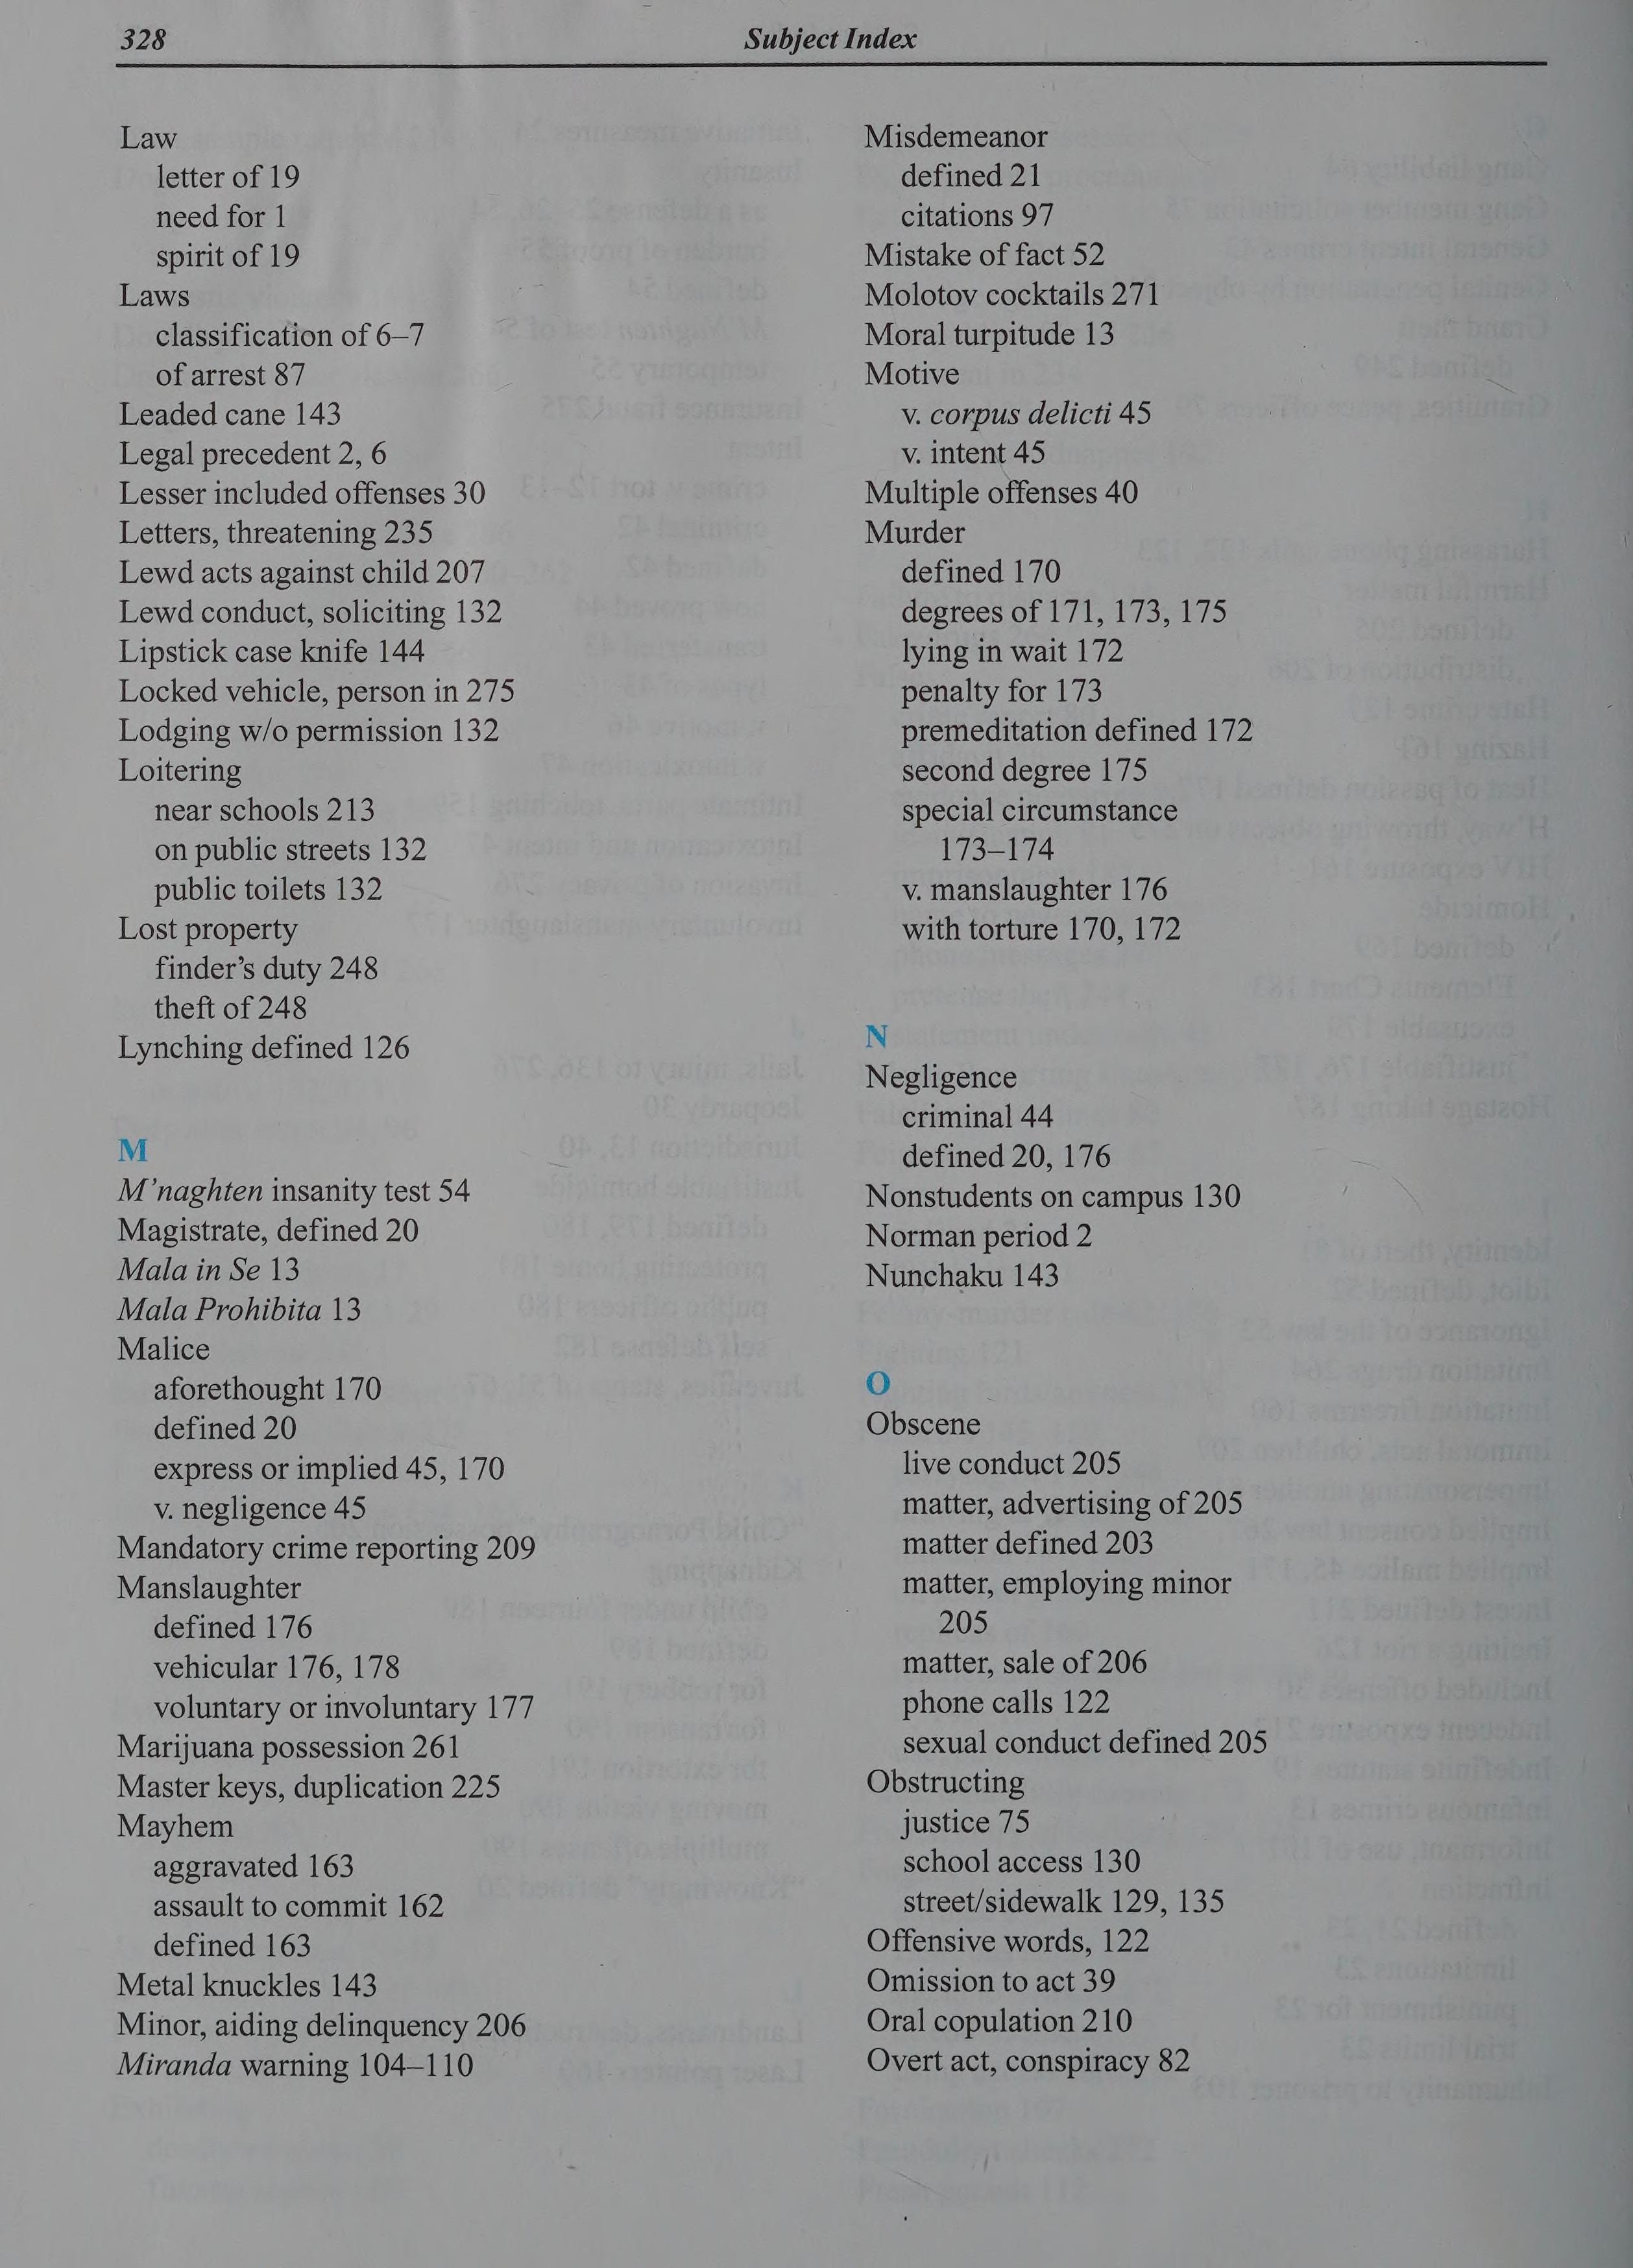 328
Subject Index
Law
letter of 19
need for 1
spirit of 19
Laws
classification of 6–7
of arrest 87
Leaded cane 143
Legal precedent 2, 6
Lesser included offenses 30
Letters, threatening 235
Lewd acts against child 207
Lewd conduct, soliciting 132
Lipstick case knife 144
Locked vehicle, person in 275
Lodging w/o permission 132
Loitering
near schools 213
on public streets 132
public toilets 132
Lost property
finder's duty 248
theft of 248
Lynching defined 126
M
M'naghten insanity test 54
Magistrate, defined 20
Mala in Se 13
Mala Prohibita 13
Malice
aforethought 170
defined 20
express or implied 45, 170
v. negligence 45
Mandatory crime reporting 209
Manslaughter
defined 176
vehicular 176, 178
voluntary or involuntary 177
Marijuana possession 261
Master keys, duplication 225
Mayhem
aggravated 163
assault to commit 162
defined 163
Metal knuckles 143
Minor, aiding delinquency 206
Miranda warning 104–110
Misdemeanor
defined 21
citations 97
Mistake of fact 52
Molotov cocktails 271
Moral turpitude 13
Motive
v. corpus delicti 45
v. intent 45
Multiple offenses 40
Murder
defined 170
degrees of 171, 173, 175
lying in wait 172
penalty for 173
premeditation defined 172
second degree 175
special circumstance
173–174
v. manslaughter 176
with torture 170, 172
N
Negligence
criminal 44
defined 20, 176
Nonstudents on campus 130
Norman period 2
Nunchaku 143
O
Obscene
live conduct 205
matter, advertising of 205
matter defined 203
matter, employing minor
205
matter, sale of 206
phone calls 122
sexual conduct defined 205
Obstructing
justice 75
school access 130
street/sidewalk 129, 135
Offensive words, 122
Omission to act 39
Oral copulation 210
Overt act, conspiracy 82